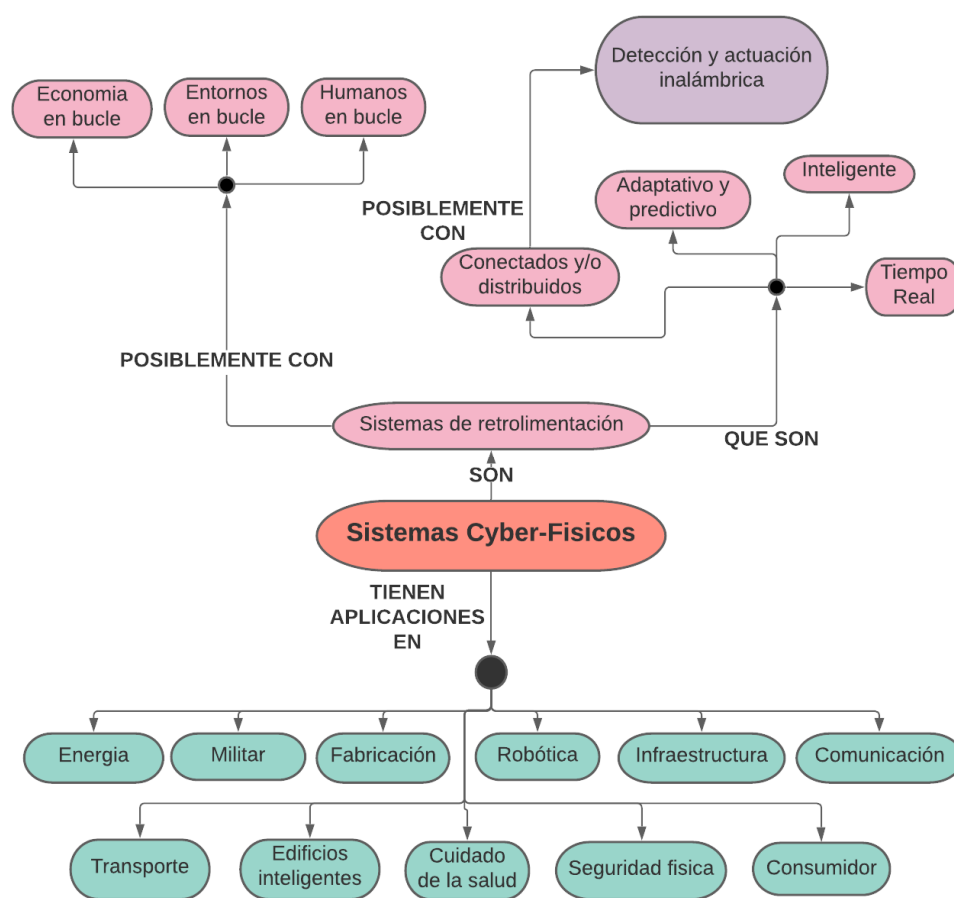 Detección y actuación
inalámbrica
Economia
en bucle
Entornos
en bucle
Humanos
en bucle
Inteligente
Adaptativo y
predictivo
POSIBLEMENTE
CON
Conectados y/o
distribuidos
Tiempo
Real
POSIBLEMENTE CON
Sistemas de retrolimentación
QUE SON
SON
Sistemas Cyber-Fisicos
TIENEN
APLICACIONES
EN
Energia
Militar
Fabricación
Robótica
Infraestructura
Comunicación
Transporte
Edificios
inteligentes
Cuidado
de la salud
Seguridad fisica
Consumidor